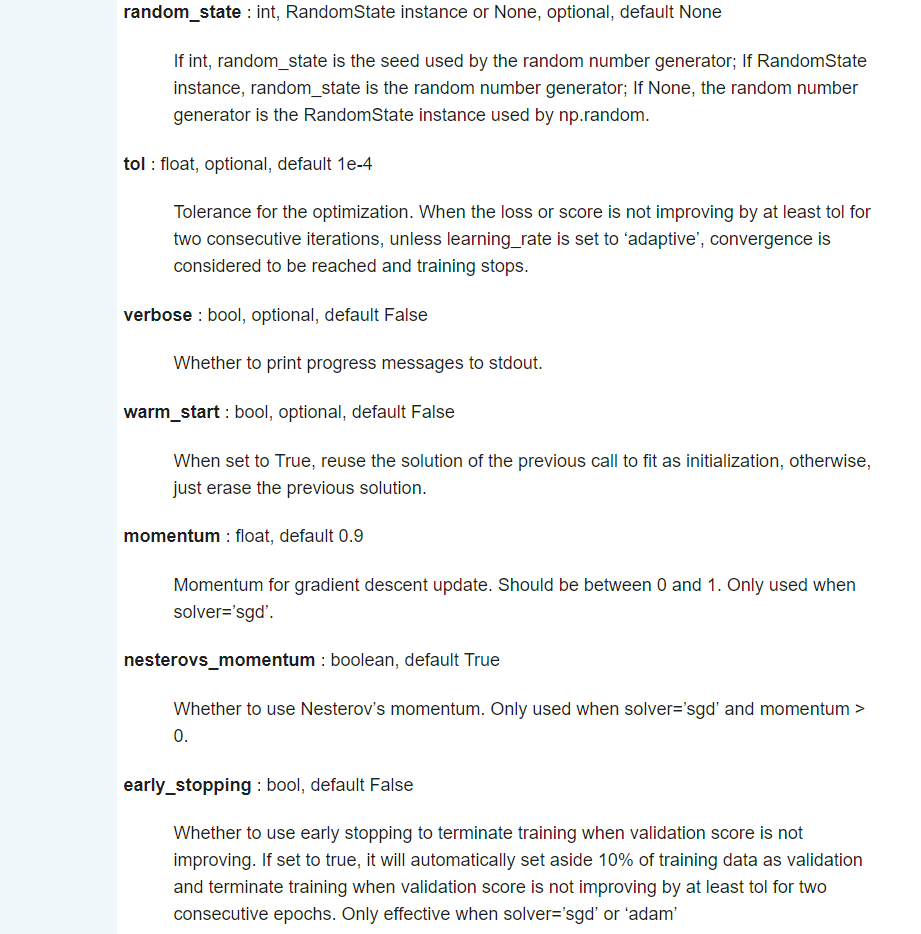 random_state : int, RandomState instance or None, optional, default None
If int, random_state is the seed used by the random number generator; If RandomState
instance, random_state is the random number generator; If None, the random number
generator is the RandomState instance used by np.random.
tol : float, optional, default 1e-4
Tolerance for the optimization. When the loss or score is not improving by at least tol for
two consecutive iterations, unless learning_rate is set to ‘adaptive’, convergence is
considered to be reached and training stops.
verbose : bool, optional, default False
Whether to print progress messages to stdout.
warm_start : bool, optional, default False
When set to True, reuse the solution of the previous call to fit as initialization, otherwise,
just erase the previous solution.
momentum : float, default 0.9
Momentum for gradient descent update. Should be between 0 and 1. Only used when
solver=’sgd’.
nesterovs_momentum : boolean, default True
Whether to use Nesterov’s momentum. Only used when solver=’sgd’ and momentum >
0.
early_stopping : bool, default False
Whether to use early stopping to terminate training when validation score is not
improving. If set to true, it will automatically set aside 10% of training data as validation
and terminate training when validation score is not improving by at least tol for two
consecutive epochs. Only effective when solver=’sgd’ or ‘adam’